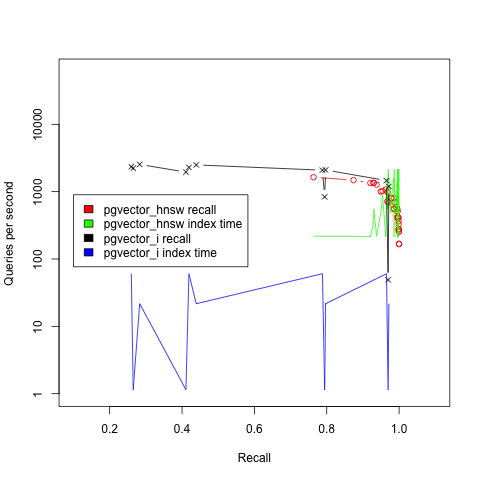 Queries per second
10000
1000
100
10
1
pgvector_hnsw recall
pgvector_hnsw index time
pgvector_i recall
pgvector_i index time
0.2 0.4 0.6 0.8 1.0
Recall